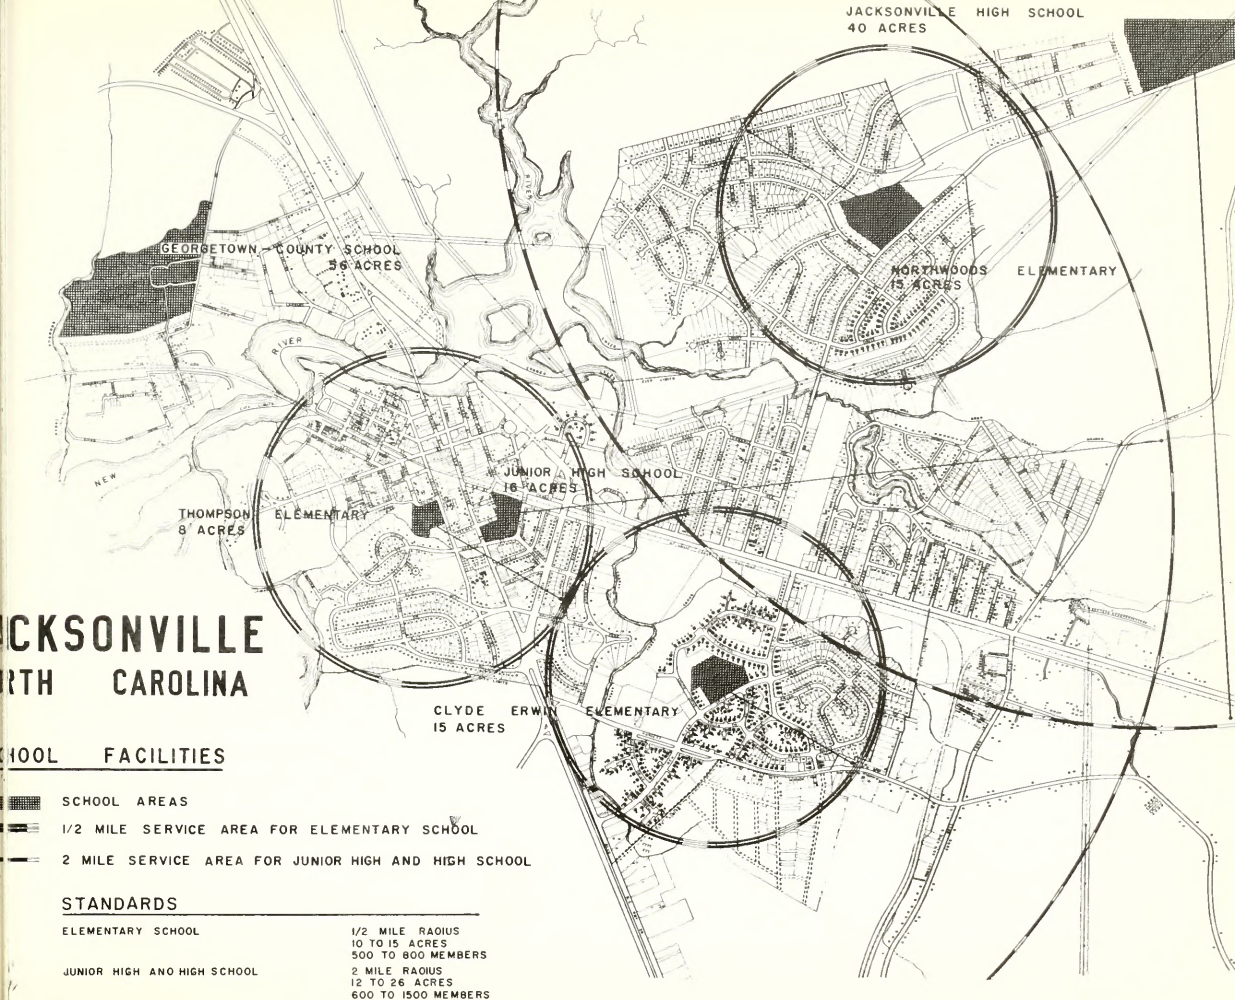 JACKSONVILLE HIGH SCHOOL
40 ACRES
GEORGETOWN - COUNTY SCHOOL
56 ACRES
RIVER
NORTHWOODS ELEMENTARY
15 ACRES
RIVER
NEW
JUNIOR HIGH SCHOOL
16 ACRES
THOMPSON ELEMENTARY
8 ACRES
CKSONVILLE
RTH CAROLINA
CLYDE ERWIN ELEMENTARY
15 ACRES
HOOL FACILITIES
SCHOOL AREAS
1/2 MILE SERVICE AREA FOR ELEMENTARY SCHOOL
2 MILE SERVICE AREA FOR JUNIOR HIGH AND HIGH SCHOOL
STANDARDS
ELEMENTARY SCHOOL 1/2 MILE RADIUS
10 TO 15 ACRES
500 TO 800 MEMBERS
JUNIOR HIGH AND HIGH SCHOOL 2 MILE RADIUS
12 TO 26 ACRES
600 TO 1500 MEMBERS